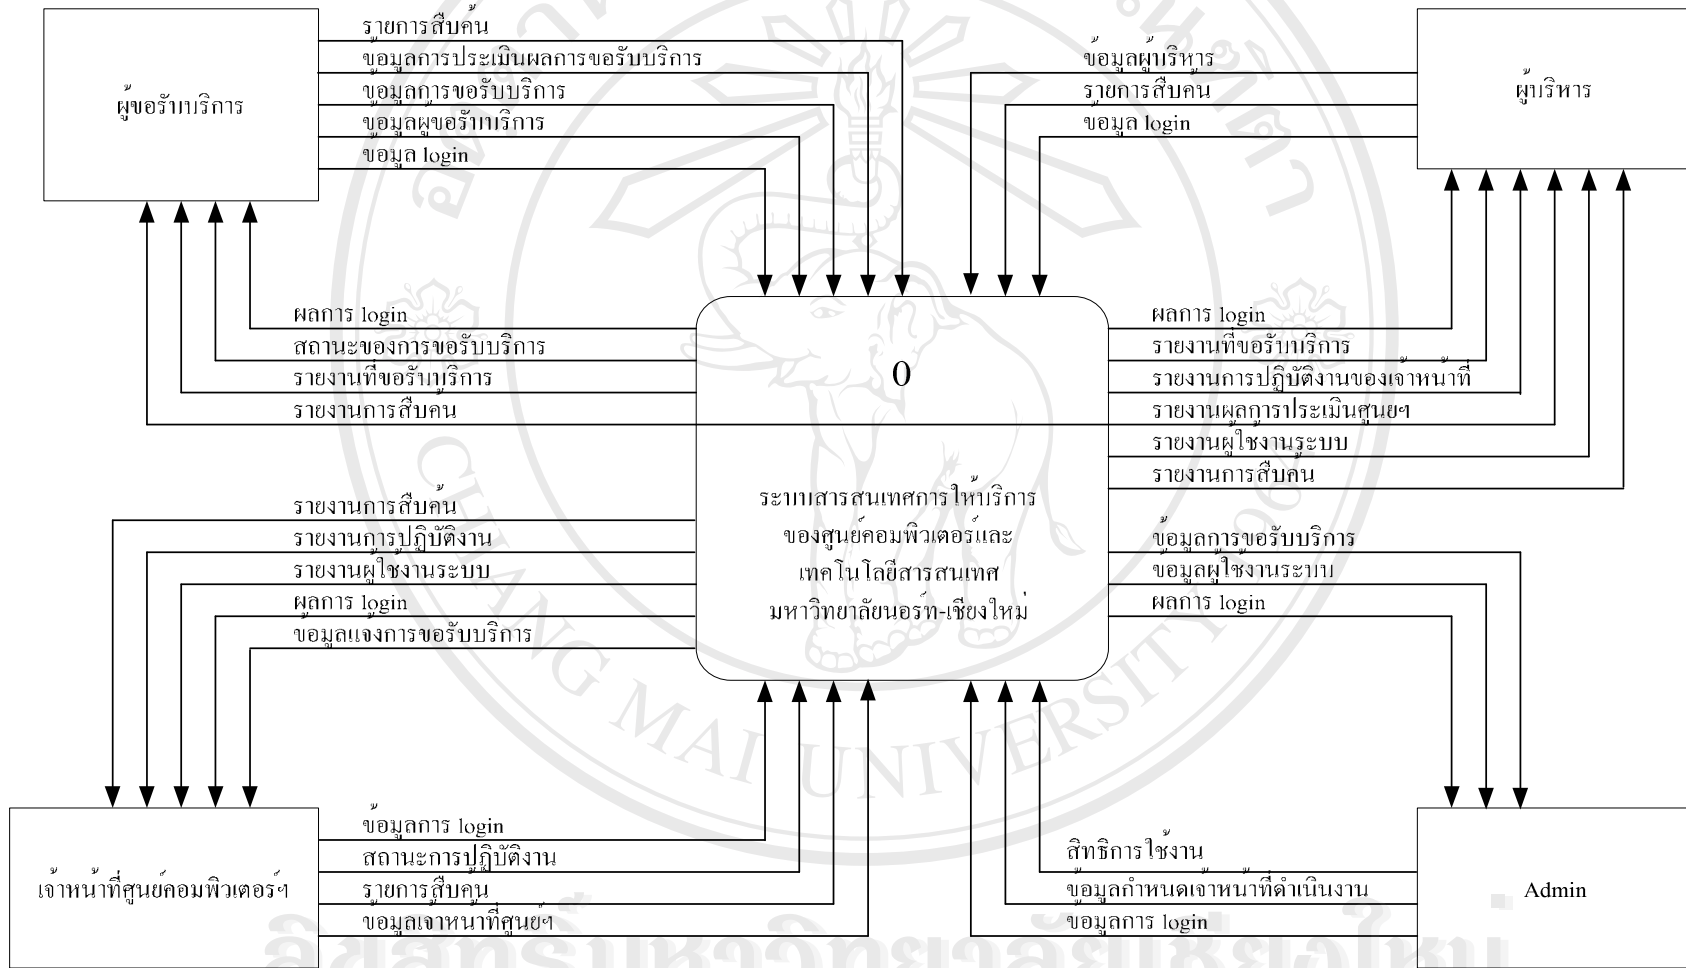 ผู้ขอรับบริการ
รายการสืบค้น
ข้อมูลการประเมินผลการขอรับบริการ
ข้อมูลการขอรับบริการ
ข้อมูลผู้ขอรับบริการ
ข้อมูล login
ข้อมูลผู้บริหาร
รายการสืบค้น
ข้อมูล login
ผู้บริหาร
ผลการ login
สถานะของการขอรับบริการ
รายงานที่ขอรับบริการ
รายงานการสืบค้น
0
ระบบสารสนเทศการให้บริการ
ของศูนย์คอมพิวเตอร์และ
เทคโนโลยีสารสนเทศ
มหาวิทยาลัยนอร์ท-เชียงใหม่
ผลการ login
รายงานที่ขอรับบริการ
รายงานการปฏิบัติงานของเจ้าหน้าที่
รายงานผลการประเมินศูนย์ฯ
รายงานผู้ใช้งานระบบ
รายงานการสืบค้น
รายงานการสืบค้น
รายงานการปฏิบัติงาน
รายงานผู้ใช้งานระบบ
ผลการ login
ข้อมูลแจ้งการขอรับบริการ
ข้อมูลการขอรับบริการ
ข้อมูลผู้ใช้งานระบบ
ผลการ login
เจ้าหน้าที่ศูนย์คอมพิวเตอร์ฯ
ข้อมูลการ login
สถานะการปฏิบัติงาน
รายการสืบค้น
ข้อมูลเจ้าหน้าที่ศูนย์ฯ
สิทธิการใช้งาน
ข้อมูลกำหนดเจ้าหน้าที่ดำเนินงาน
ข้อมูลการ login
Admin
CHIANG MAI UNIVERSITY
ลิขสิทธิ์มหาวิทยาลัยเชียงใหม่